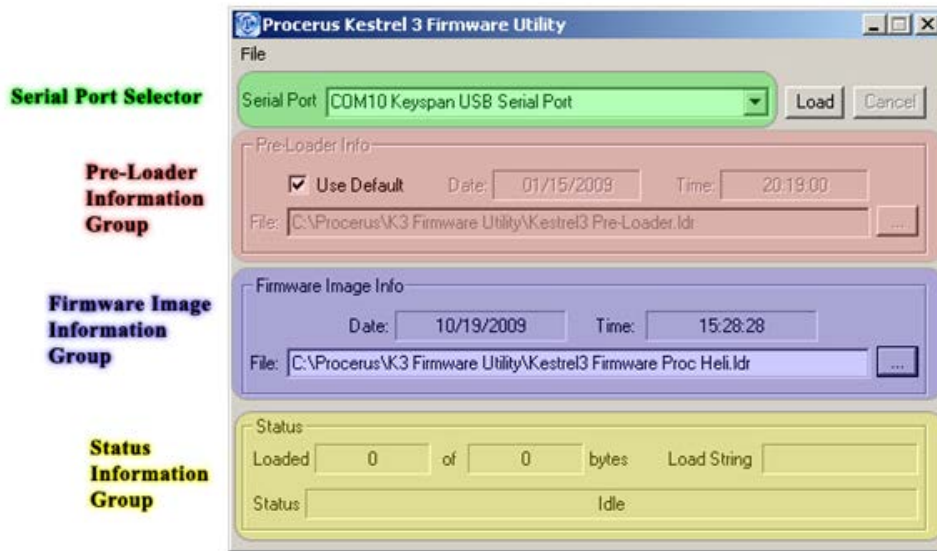 Procerus Kestrel 3 Firmware Utility
File
Serial Port Selector
Serial Port COM10 Keyspan USB Serial Port Load Cancel
Pre-Loader
Information
Group
Pre-Loader Info
Use Default Date: 01/15/2009 Time: 20:19:00
File: C:\Procerus\K3 Firmware Utility\Kestrel3 Pre-Loader.ldr ...
Firmware Image
Information
Group
Firmware Image Info
Date: 10/19/2009 Time: 15:28:28
File: C:\Procerus\K3 Firmware Utility\Kestrel3 Firmware Proc Heli.ldr ...
Status
Information
Group
Status
Loaded 0 of 0 bytes Load String
Status Idle